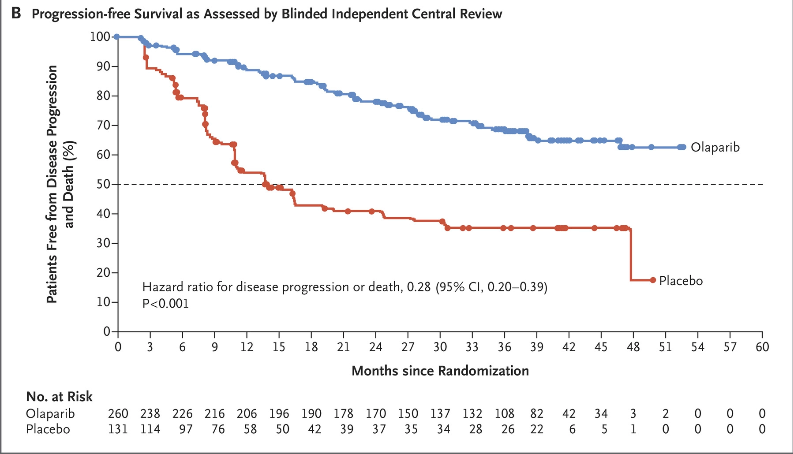 B Progression-free Survival as Assessed by Blinded Independent Central Review
Patients Free from Disease Progression
and Death (%)
100
90
80
70
60
50
40
30
20
10
0
Olaparib
Placebo
Hazard ratio for disease progression or death, 0.28 (95% CI, 0.20–0.39)
P<0.001
0 3 6 9 12 15 18 21 24 27 30 33 36 39 42 45 48 51 54 57 60
Months since Randomization
No. at Risk
Olaparib 260 238 226 216 206 196 190 178 170 150 137 132 108 82 42 34 3 2 0 0 0
Placebo 131 114 97 76 58 50 42 39 37 35 34 28 26 22 6 5 1 0 0 0 0